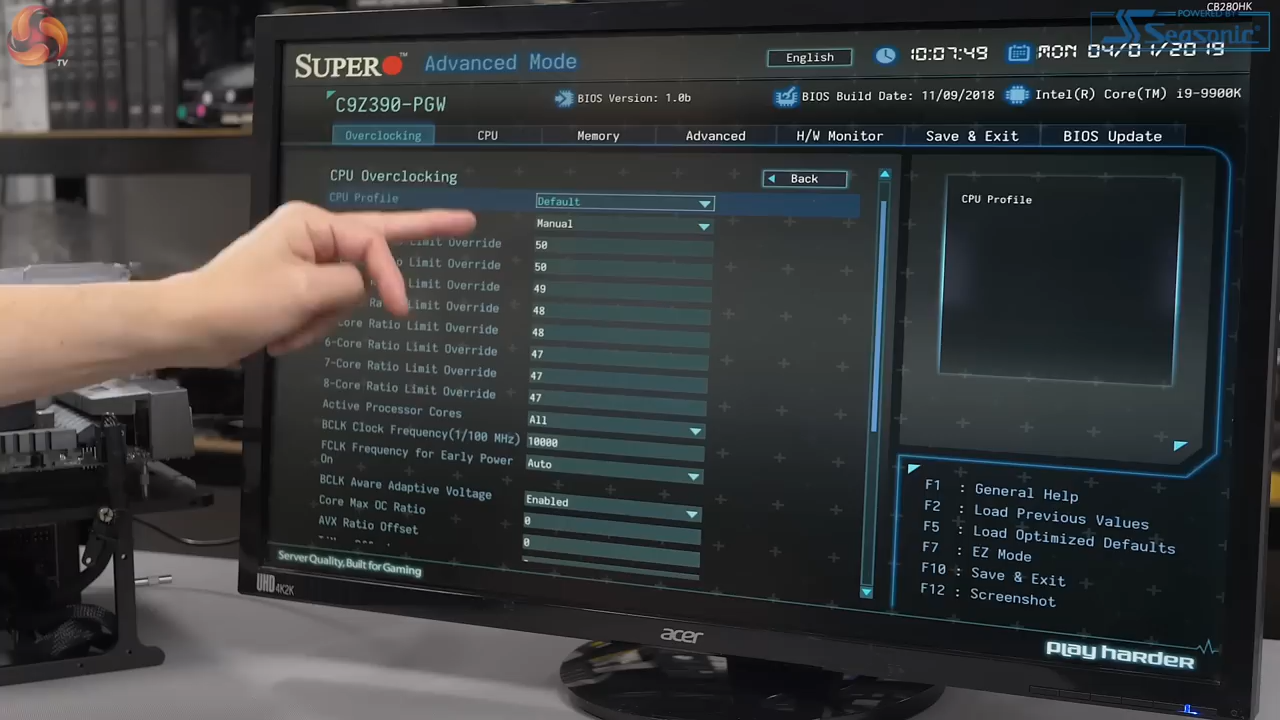 CB280HK
POWERED BY
Seasonic
TV
SUPER Advanced Mode
English
10:07:49
MON 04/01/2019
C9Z390-PGW
BIOS Version: 1.0b
BIOS Build Date: 11/09/2018
Intel(R) Core(TM) i9-9900K
Overclocking CPU Memory Advanced H/W Monitor Save & Exit BIOS Update
CPU Overclocking
Back
CPU Profile Default
Manual
Limit Override 50
Limit Override 50
Limit Override 49
Limit Override 48
Core Ratio Limit Override 48
6-Core Ratio Limit Override 47
7-Core Ratio Limit Override 47
8-Core Ratio Limit Override 47
Active Processor Cores All
BCLK Clock Frequency(1/100 MHz) 10000
FCLK Frequency for Early Power On Auto
BCLK Aware Adaptive Voltage Enabled
Core Max OC Ratio 0
AVX Ratio Offset 0
CPU Profile
F1 : General Help
F2 : Load Previous Values
F5 : Load Optimized Defaults
F7 : EZ Mode
F10 : Save & Exit
F12 : Screenshot
Server Quality, Built for Gaming
Play Harder
UHD 4K2K
acer